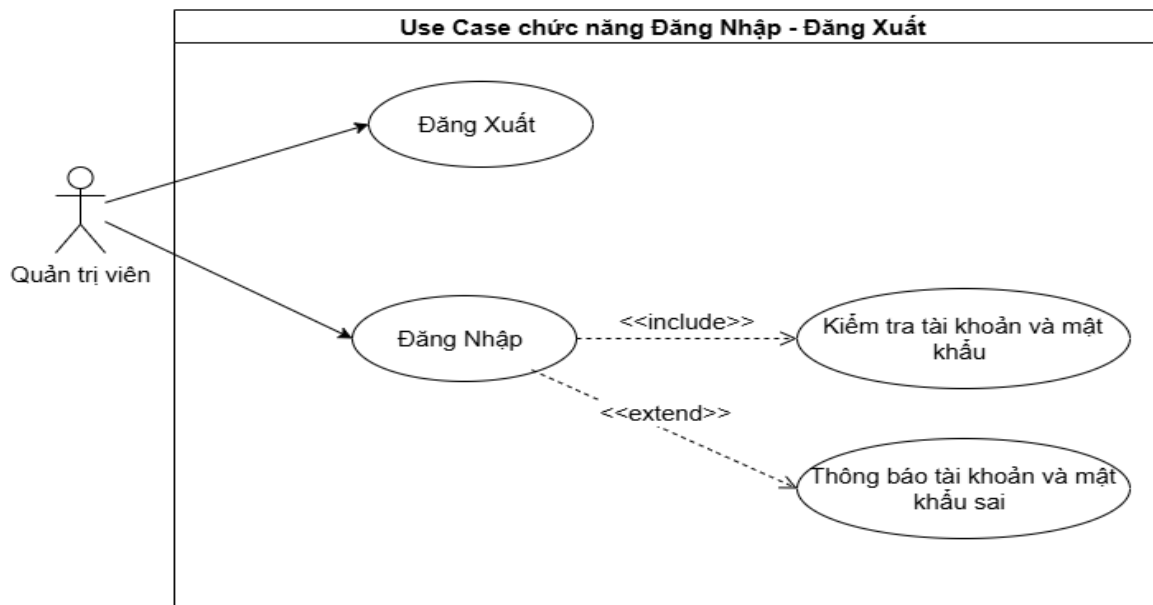 Use Case chức năng Đăng Nhập - Đăng Xuất
Đăng Xuất
Quản trị viên
Đăng Nhập
<<include>>
Kiểm tra tài khoản và mật
khẩu
<<extend>>
Thông báo tài khoản và mật
khẩu sai